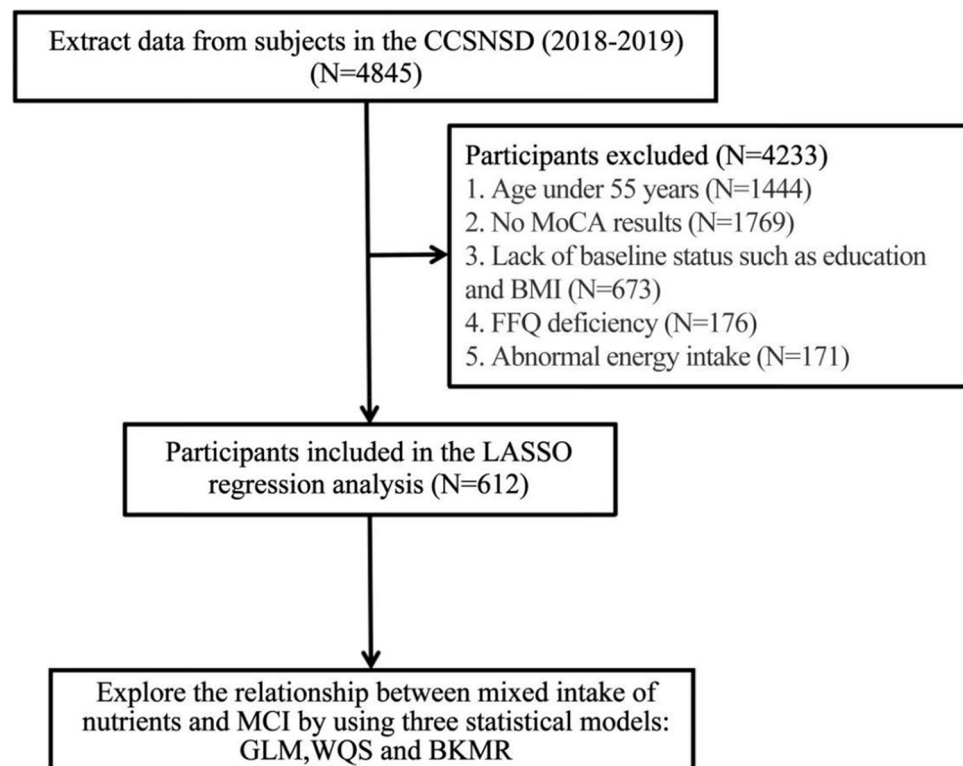 Extract data from subjects in the CCSNSD (2018-2019)
(N=4845)
Participants excluded (N=4233)
1. Age under 55 years (N=1444)
2. No MoCA results (N=1769)
3. Lack of baseline status such as education
and BMI (N=673)
4. FFQ deficiency (N=176)
5. Abnormal energy intake (N=171)
Participants included in the LASSO
regression analysis (N=612)
Explore the relationship between mixed intake of
nutrients and MCI by using three statistical models:
GLM,WQS and BKMR